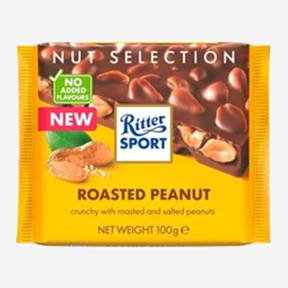 NUT SELECTION
NO
ADDED
FLAVOURS
NEW
Ritter
SPORT
ROASTED PEANUT
crunchy with roasted and salted peanuts
NET WEIGHT 100g ℮